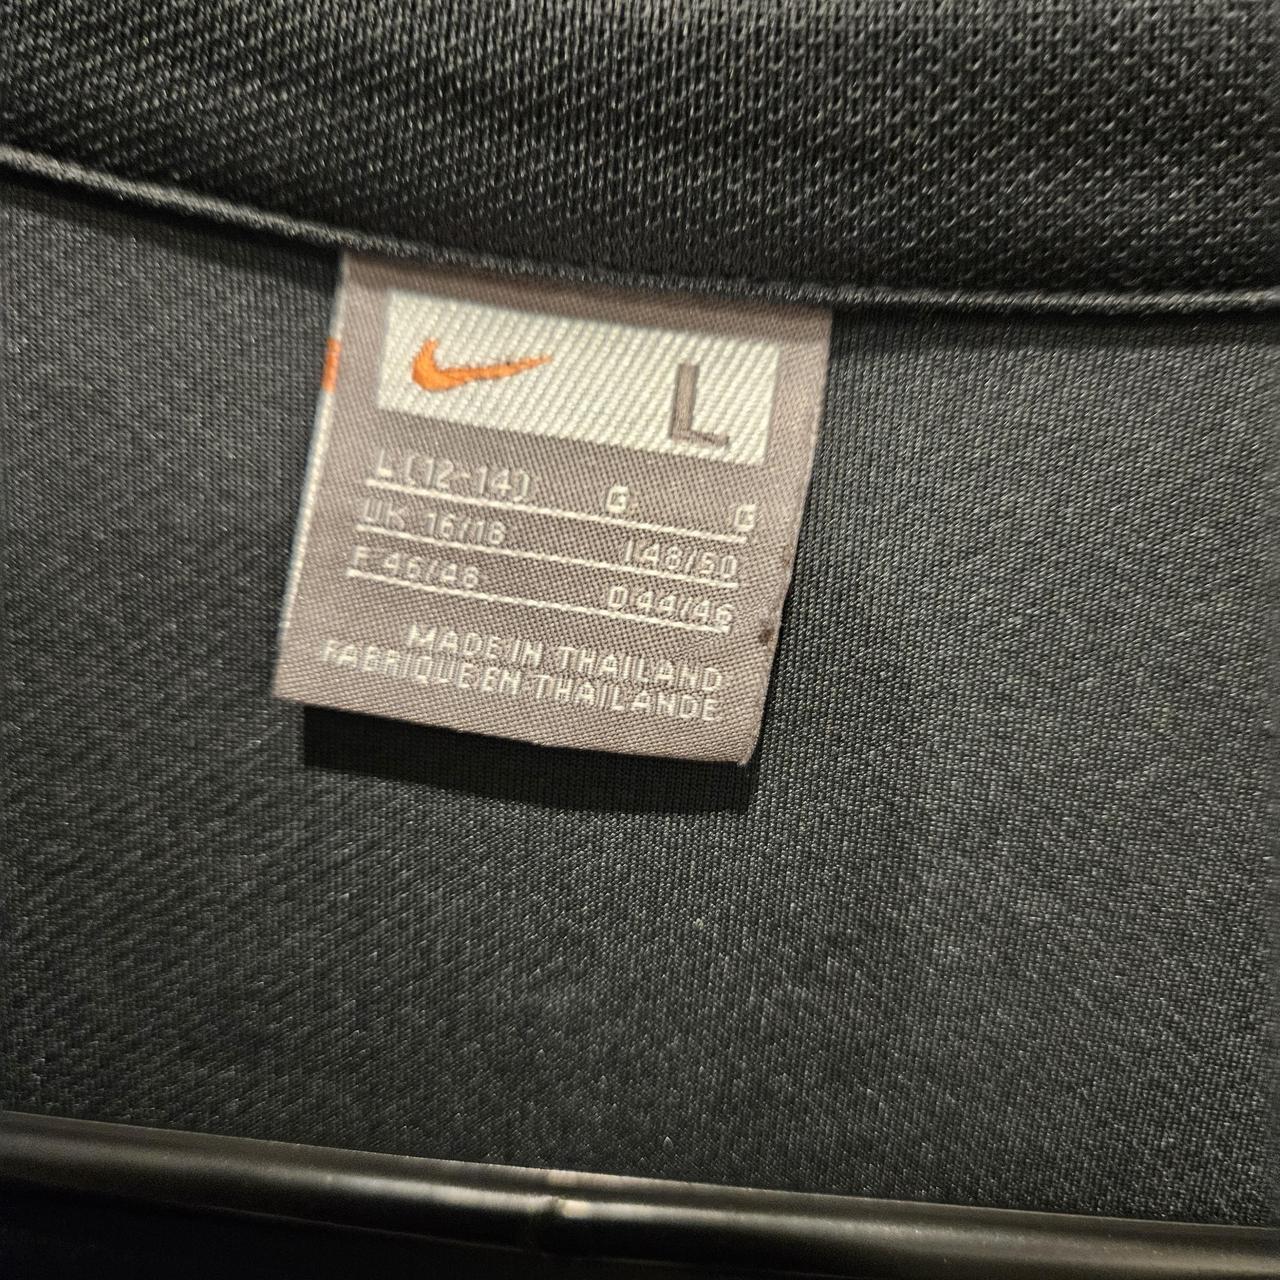 L
L (12-14) G G
UK 16/18 I 48/50
F 46/48 D 44/46
MADE IN THAILAND
FABRIQUE EN THAILANDE